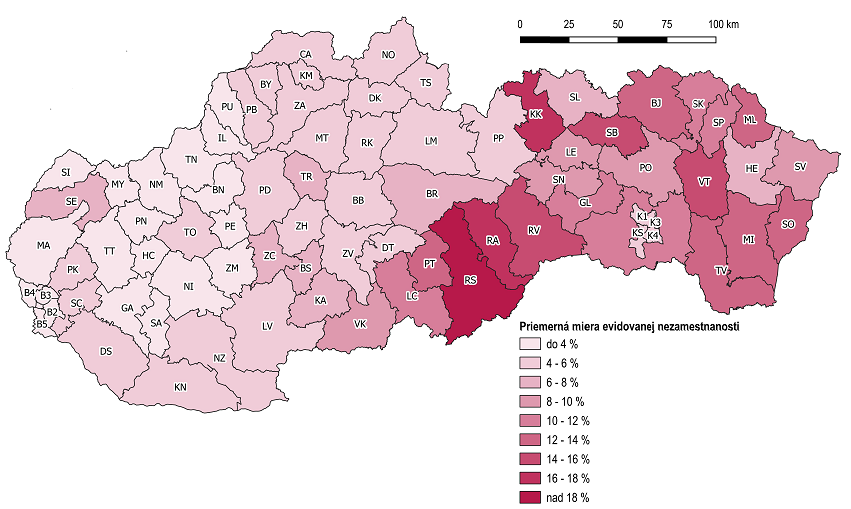 0 25 50 75 100 km
CA
NO
KM
TS
BY
DK
PU
PB
ZA
KK
SL
BJ
SK
ML
SP
IL
MT
RK
LM
PP
SB
LE
TN
SI
MY
NM
BN
PD
TR
BR
SN
PO
VT
HE
SV
SE
BB
GL
PN
TO
PE
ZH
K1
K3
KS
K4
MA
TT
HC
ZC
ZV
DT
RA
RV
SO
MI
PK
ZM
BS
PT
TV
B4
B3
NI
RS
SC
GA
KA
LC
B2
B5
SA
LV
VK
DS
NZ
KN
Priemerná miera evidovanej nezamestnanosti
do 4 %
4 - 6 %
6 - 8 %
8 - 10 %
10 - 12 %
12 - 14 %
14 - 16 %
16 - 18 %
nad 18 %